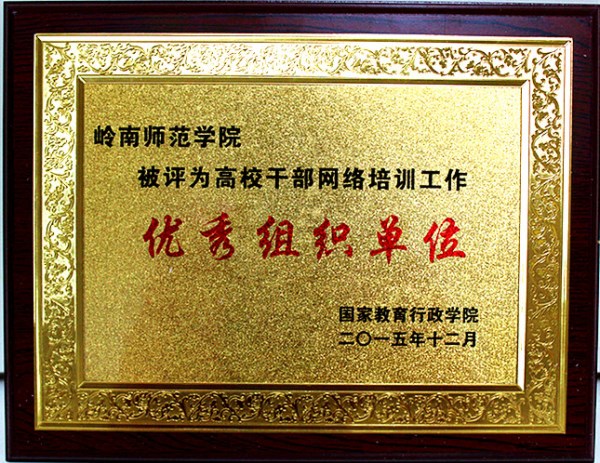 岭南师范学院
被评为高校干部网络培训工作
优秀组织单位
国家教育行政学院
二〇一五年十二月